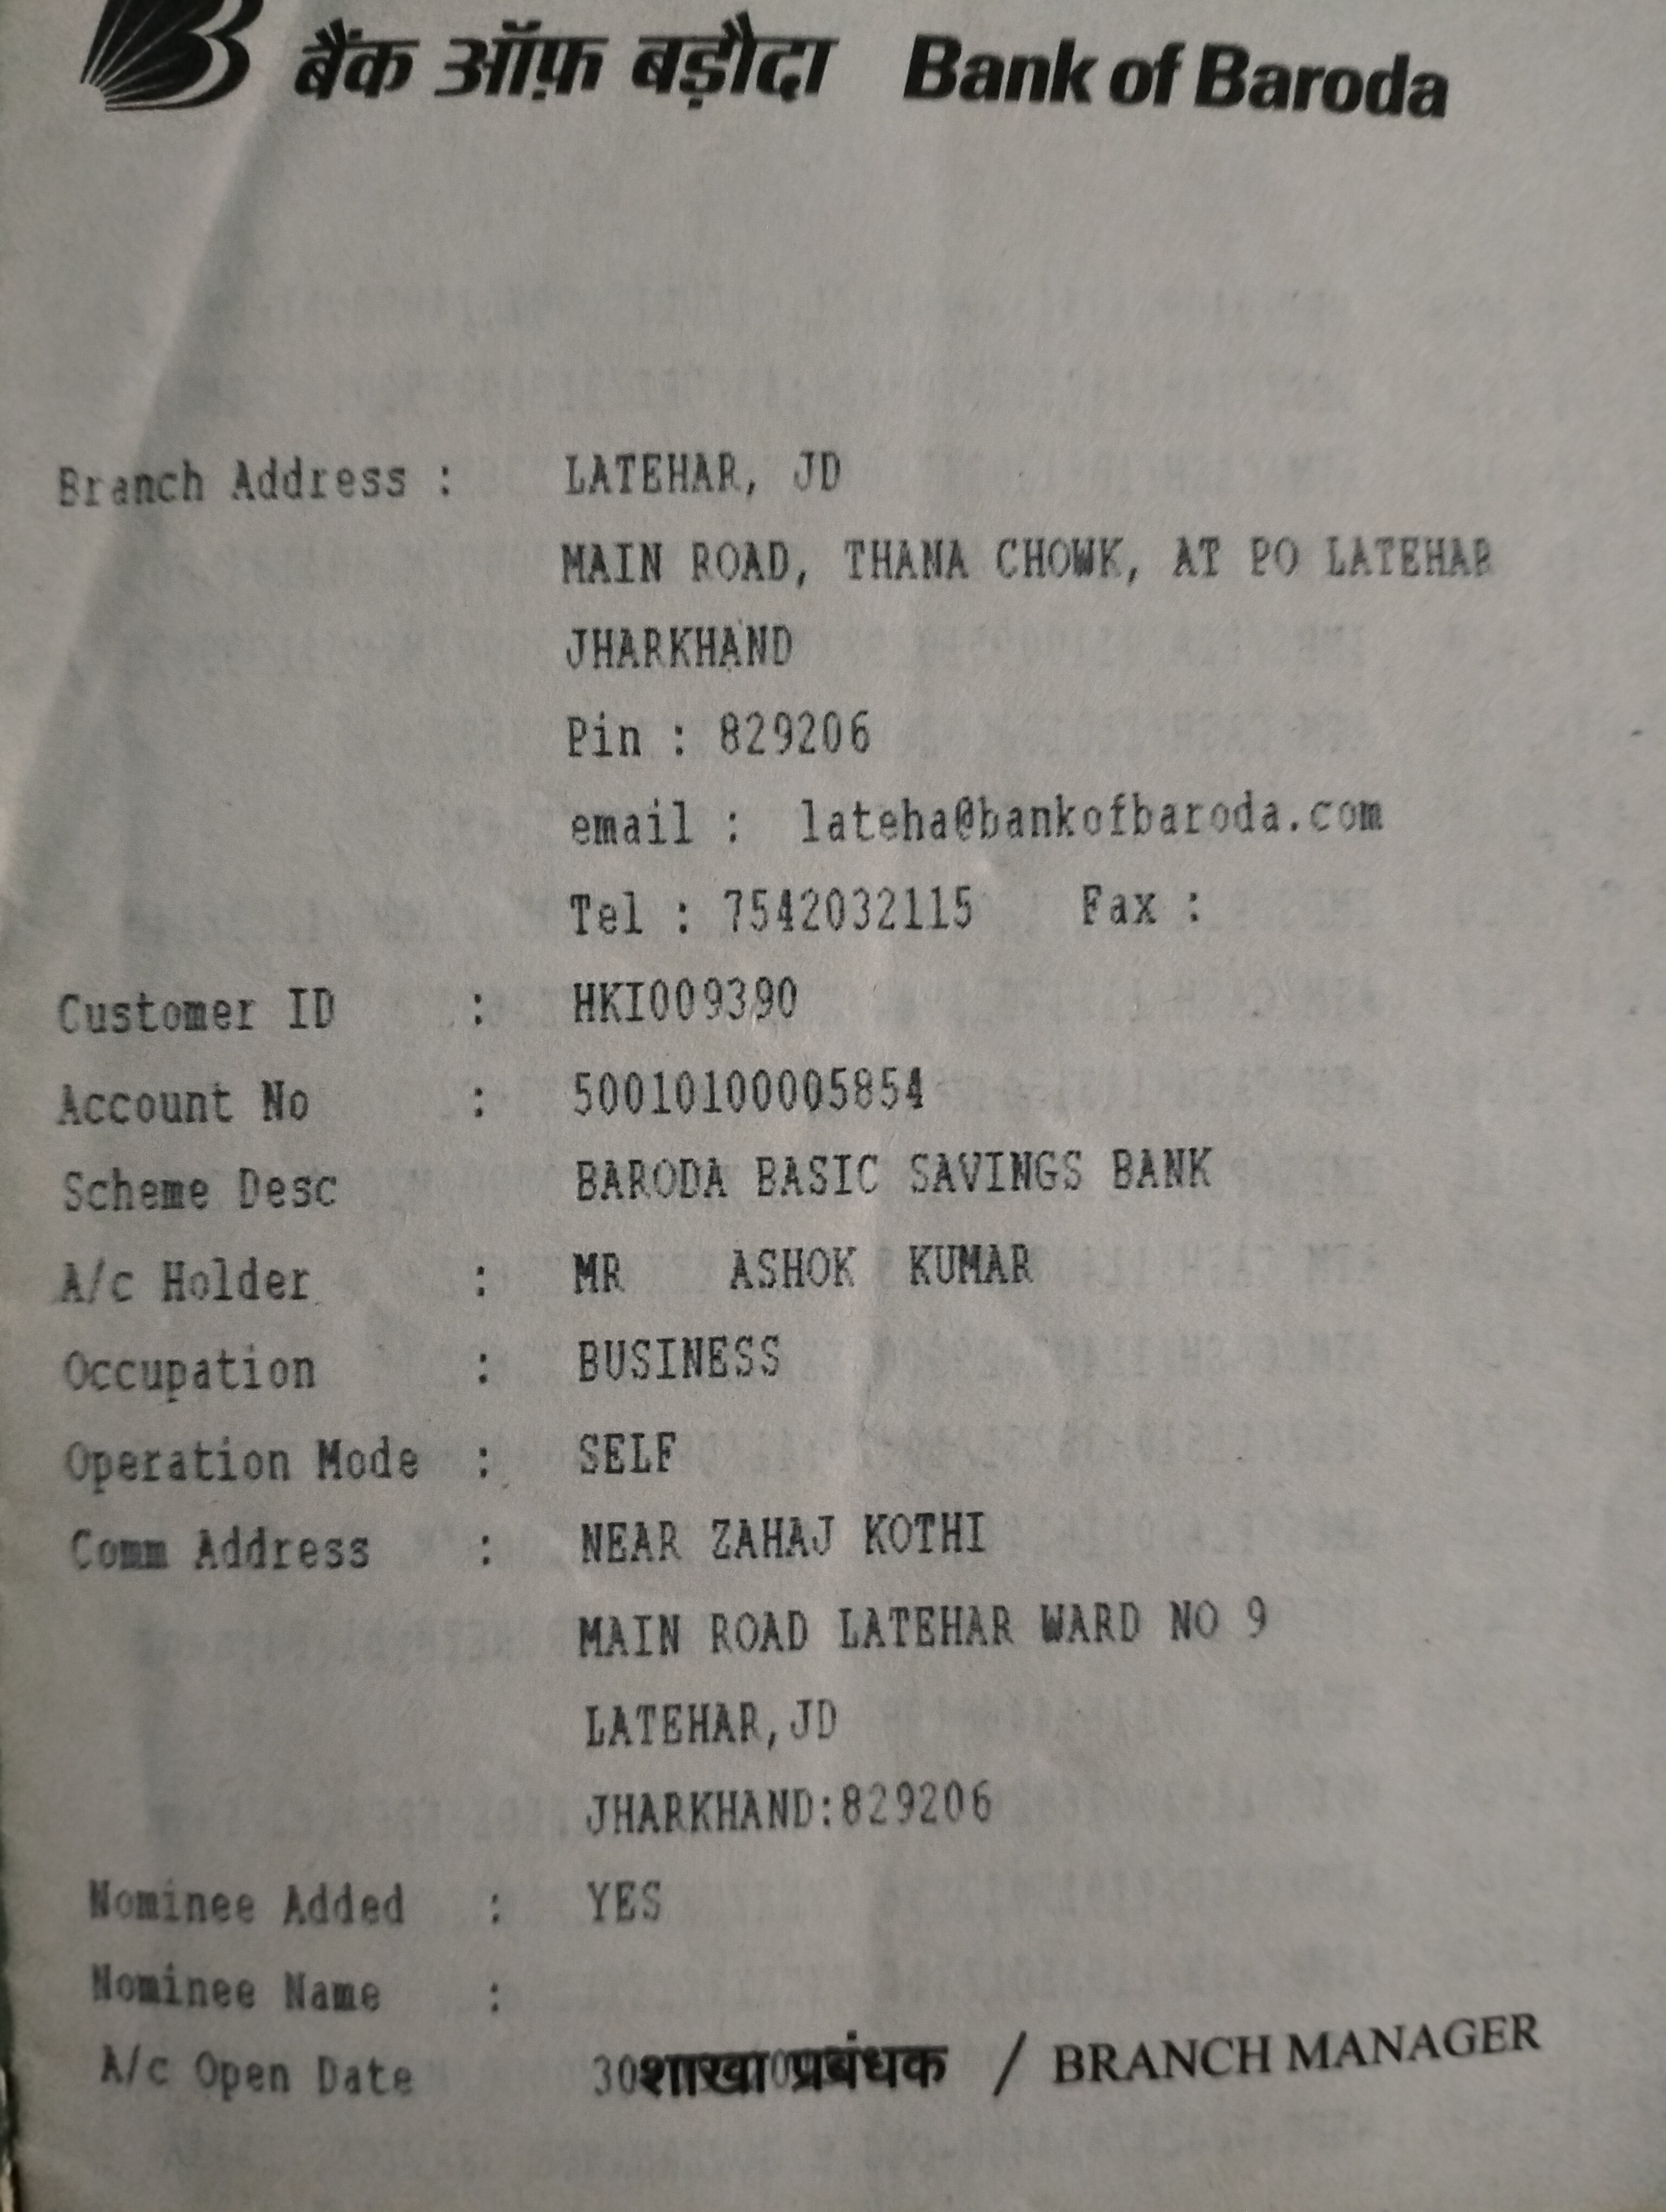 बैंक ऑफ़ बड़ौदा Bank of Baroda
Branch Address : LATEHAR, JD
MAIN ROAD, THANA CHOWK, AT PO LATEHAR
JHARKHAND
Pin : 829206
email : lateha@bankofbaroda.com
Tel : 7542032115 Fax :
Customer ID : HKI009390
Account No : 50010100005854
Scheme Desc BARODA BASIC SAVINGS BANK
A/c Holder : MR ASHOK KUMAR
Occupation : BUSINESS
Operation Mode : SELF
Comm Address : NEAR ZAHAJ KOTHI
MAIN ROAD LATEHAR WARD NO 9
LATEHAR,JD
JHARKHAND:829206
Nominee Added : YES
Nominee Name :
A/c Open Date
शाखा प्रबंधक / BRANCH MANAGER